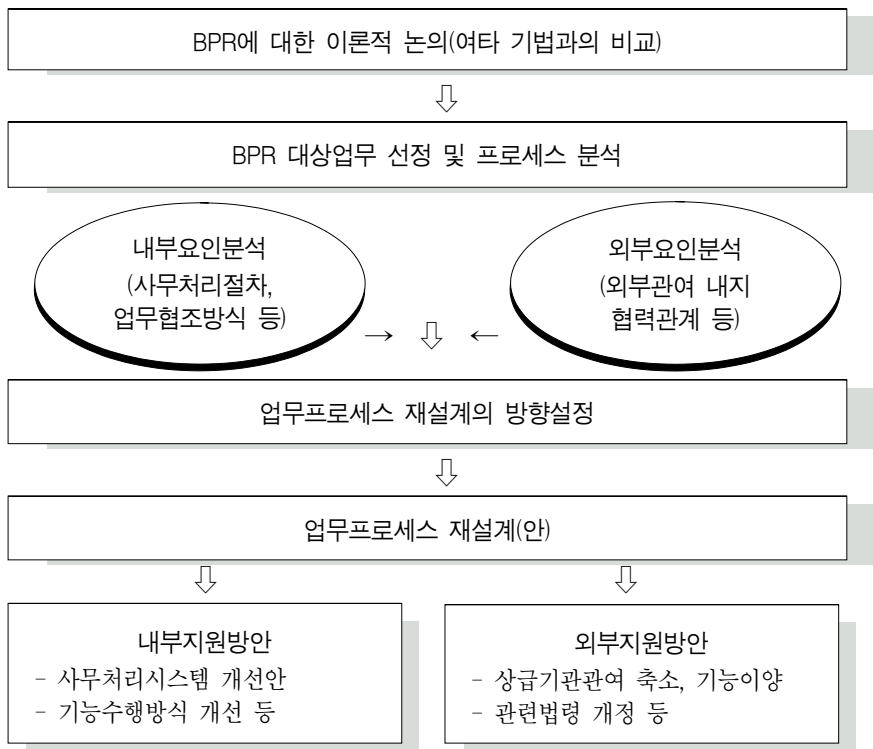 BPR에 대한 이론적 논의(여타 기법과의 비교)
⇩
BPR 대상업무 선정 및 프로세스 분석
내부요인분석
(사무처리절차,
업무협조방식 등)
외부요인분석
(외부관여 내지
협력관계 등)
→ ⇩ ←
업무프로세스 재설계의 방향설정
⇩
업무프로세스 재설계(안)
⇩ ⇩
내부지원방안
- 사무처리시스템 개선안
- 기능수행방식 개선 등
외부지원방안
- 상급기관관여 축소, 기능이양
- 관련법령 개정 등